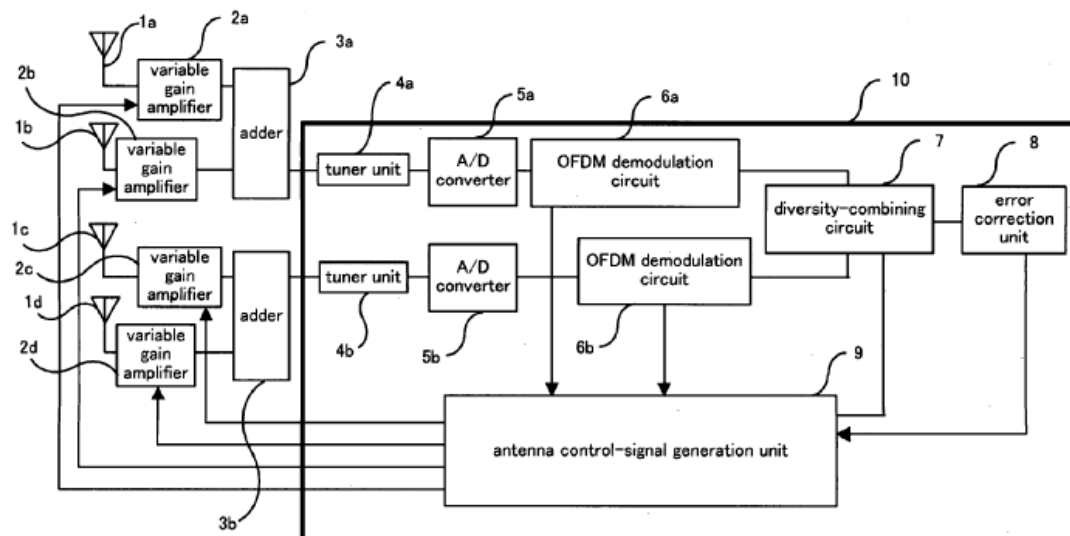 1a
2a
3a
2b
variable
gain
amplifier
4a
5a
6a
10
1b
variable
gain
amplifier
adder
tuner unit
A/D
converter
OFDM demodulation
circuit
7
8
diversity-combining
circuit
error
correction
unit
1c
2c
variable
gain
amplifier
tuner unit
A/D
converter
OFDM demodulation
circuit
1d
adder
2d
variable
gain
amplifier
4b
5b
6b
9
antenna control-signal generation unit
3b